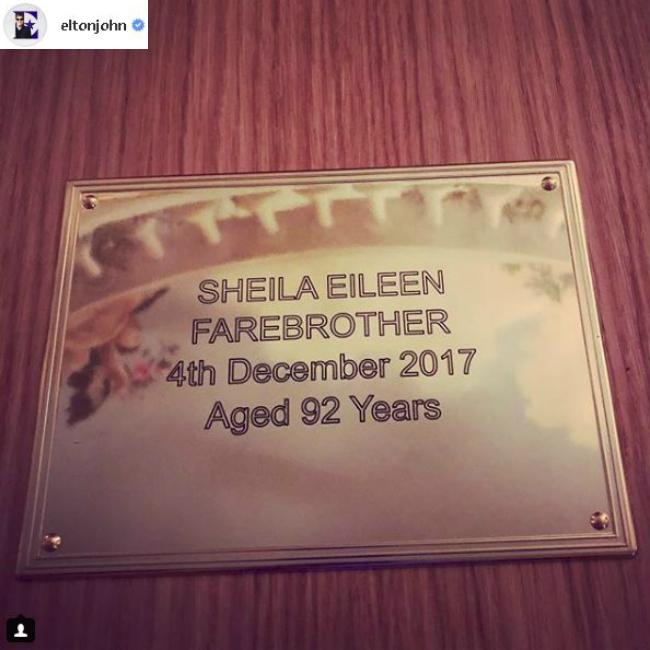 eltonjohn
SHEILA EILEEN
FAREBROTHER
4th December 2017
Aged 92 Years